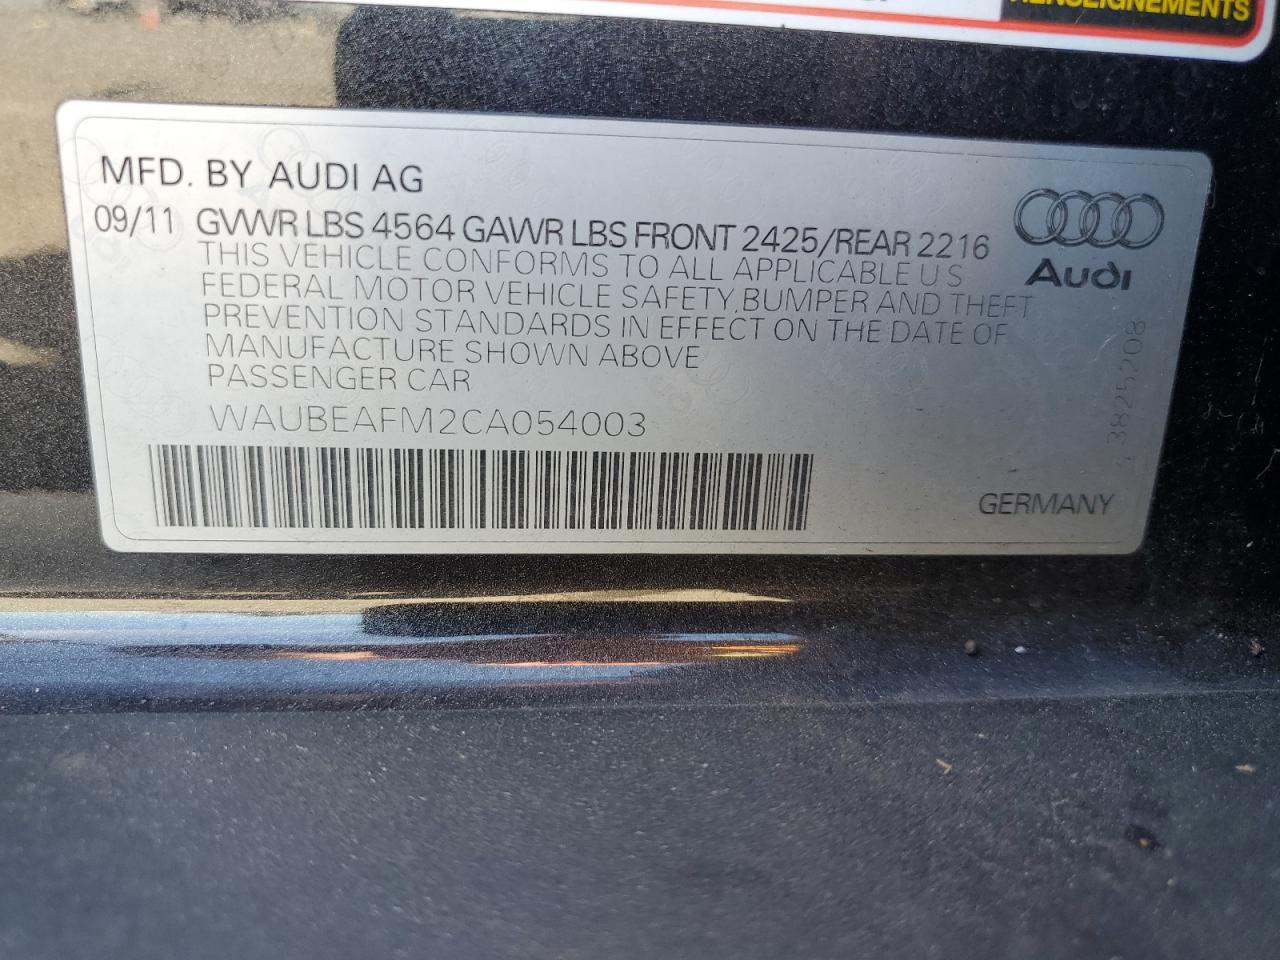 RENSEIGNEMENTS
MFD. BY AUDI AG
09/11 GVWR LBS 4564 GAWR LBS FRONT 2425/REAR 2216
THIS VEHICLE CONFORMS TO ALL APPLICABLE U S
FEDERAL MOTOR VEHICLE SAFETY, BUMPER AND THEFT
PREVENTION STANDARDS IN EFFECT ON THE DATE OF
MANUFACTURE SHOWN ABOVE
PASSENGER CAR
WAUBEAFM2CA054003
Audi
3825208
GERMANY